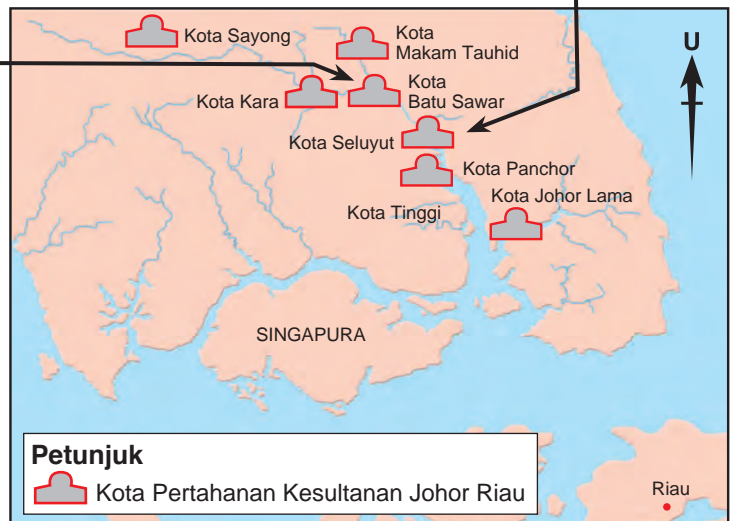 Kota Sayong
Kota
Makam Tauhid
U
Kota Kara
Kota
Batu Sawar
Kota Seluyut
Kota Panchor
Kota Johor Lama
Kota Tinggi
SINGAPURA
Petunjuk
Kota Pertahanan Kesultanan Johor Riau
Riau